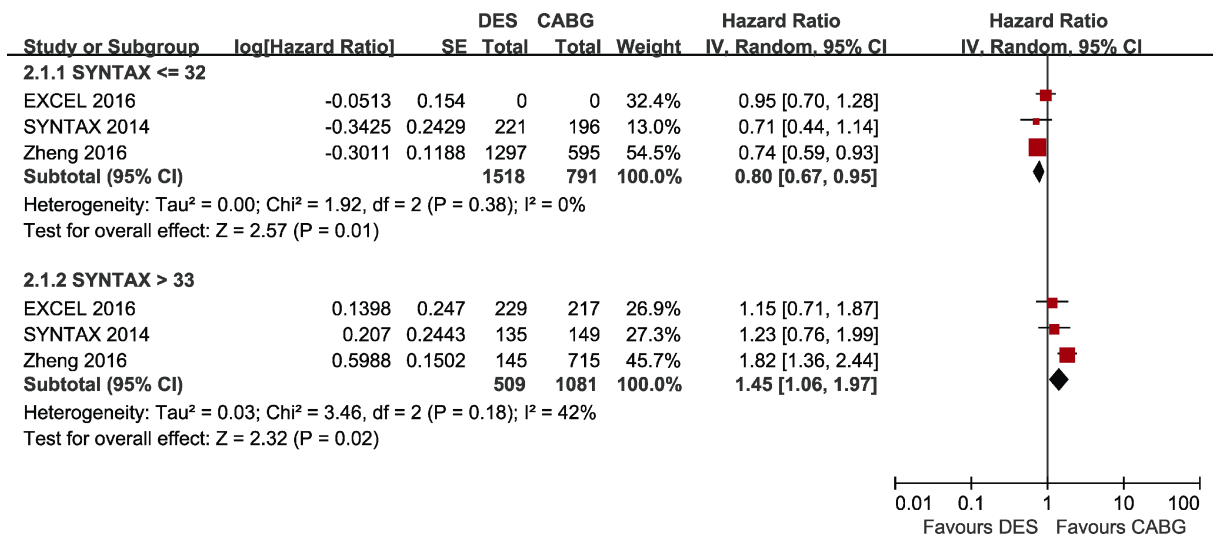 DES CABG Hazard Ratio Hazard Ratio
Study or Subgroup log[Hazard Ratio] SE Total Total Weight IV, Random, 95% CI IV, Random, 95% CI
2.1.1 SYNTAX <= 32
EXCEL 2016 -0.0513 0.154 0 0 32.4% 0.95 [0.70, 1.28]
SYNTAX 2014 -0.3425 0.2429 221 196 13.0% 0.71 [0.44, 1.14]
Zheng 2016 -0.3011 0.1188 1297 595 54.5% 0.74 [0.59, 0.93]
Subtotal (95% CI) 1518 791 100.0% 0.80 [0.67, 0.95]
Heterogeneity: Tau² = 0.00; Chi² = 1.92, df = 2 (P = 0.38); I² = 0%
Test for overall effect: Z = 2.57 (P = 0.01)
2.1.2 SYNTAX > 33
EXCEL 2016 0.1398 0.247 229 217 26.9% 1.15 [0.71, 1.87]
SYNTAX 2014 0.207 0.2443 135 149 27.3% 1.23 [0.76, 1.99]
Zheng 2016 0.5988 0.1502 145 715 45.7% 1.82 [1.36, 2.44]
Subtotal (95% CI) 509 1081 100.0% 1.45 [1.06, 1.97]
Heterogeneity: Tau² = 0.03; Chi² = 3.46, df = 2 (P = 0.18); I² = 42%
Test for overall effect: Z = 2.32 (P = 0.02)
0.01 0.1 1 10 100
Favours DES Favours CABG